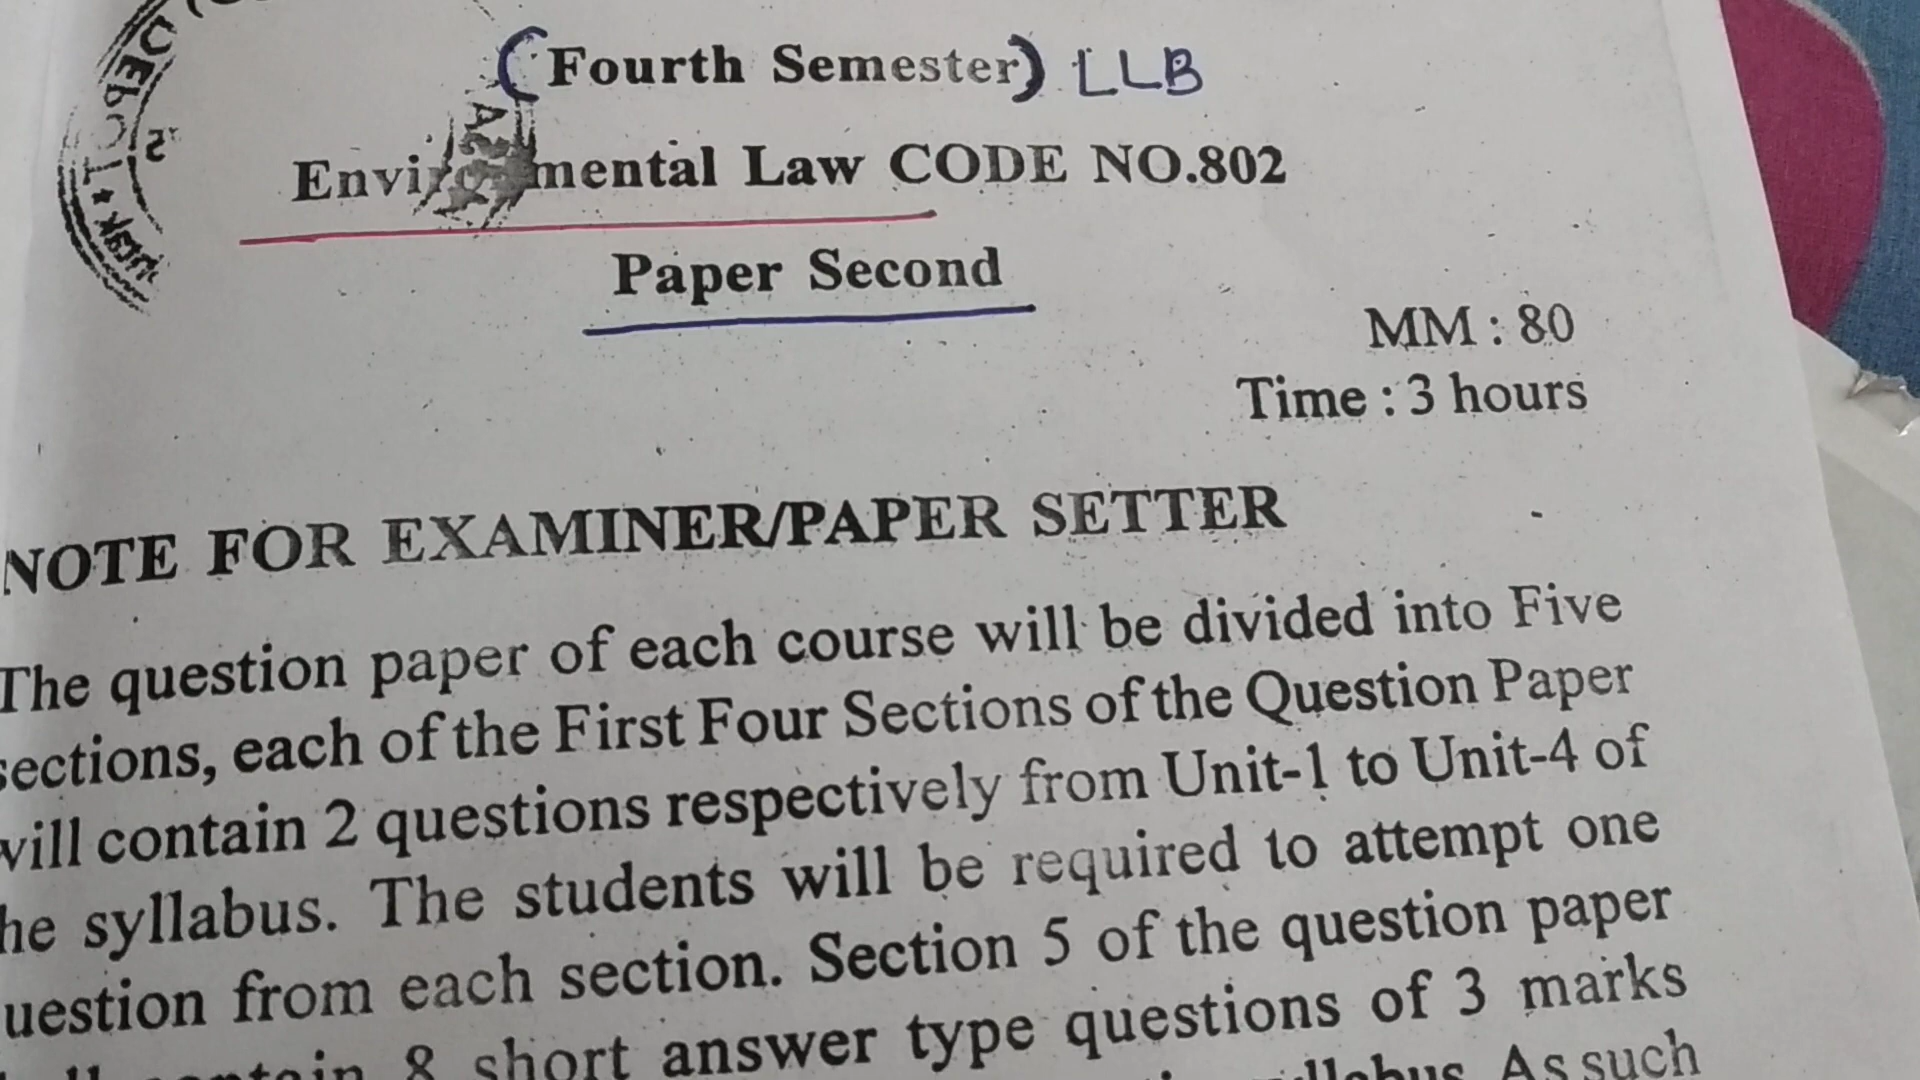 (Fourth Semester) LLB
Environmental Law CODE NO.802
Paper Second
MM : 80
Time : 3 hours
NOTE FOR EXAMINER/PAPER SETTER
The question paper of each course will be divided into Five
sections, each of the First Four Sections of the Question Paper
will contain 2 questions respectively from Unit-1 to Unit-4 of
he syllabus. The students will be required to attempt one
uestion from each section. Section 5 of the question paper
contain 8 short answer type questions of 3 marks
syllabus. As such